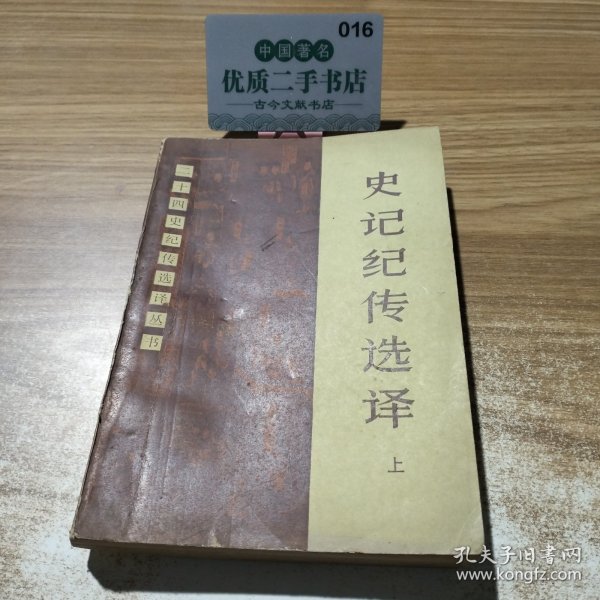 016
中国著名
优质二手书店
古今文献书店
二十四史纪传选译丛书
史记纪传选译
上
孔夫子旧书网
www.kongfz.com